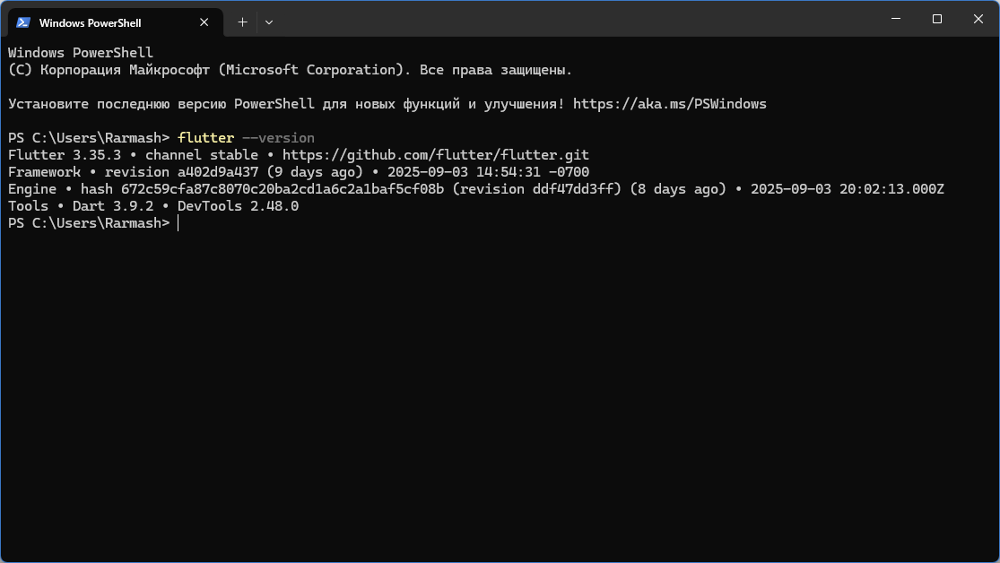 Windows PowerShell
Windows PowerShell
(C) Корпорация Майкрософт (Microsoft Corporation). Все права защищены.
Установите последнюю версию PowerShell для новых функций и улучшения! https://aka.ms/PSWindows
PS C:\Users\Rarmash> flutter --version
Flutter 3.35.3 • channel stable • https://github.com/flutter/flutter.git
Framework • revision a402d9a437 (9 days ago) • 2025-09-03 14:54:31 -0700
Engine • hash 672c59cfa87c8070c20ba2cd1a6c2a1baf5cf08b (revision ddf47dd3ff) (8 days ago) • 2025-09-03 20:02:13.000Z
Tools • Dart 3.9.2 • DevTools 2.48.0
PS C:\Users\Rarmash>